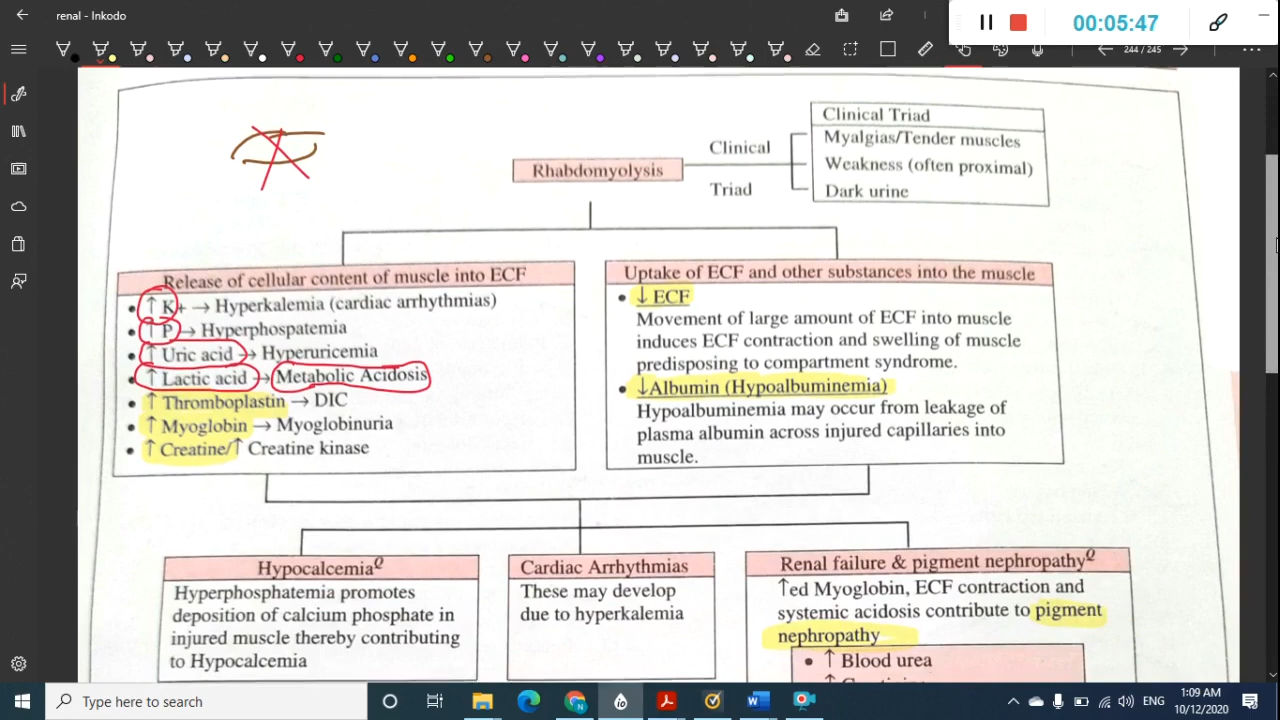 renal - Inkodo
00:05:47
244 / 245
Clinical Triad
Myalgias/Tender muscles
Weakness (often proximal)
Dark urine
Clinical
Triad
Rhabdomyolysis
Release of cellular content of muscle into ECF
• ↑ K+ → Hyperkalemia (cardiac arrhythmias)
• ↑ P → Hyperphospatemia
• ↑ Uric acid → Hyperuricemia
• ↑ Lactic acid → Metabolic Acidosis
• ↑ Thromboplastin → DIC
• ↑ Myoglobin → Myoglobinuria
• ↑ Creatine/↑ Creatine kinase
Uptake of ECF and other substances into the muscle
• ↓ ECF
Movement of large amount of ECF into muscle
induces ECF contraction and swelling of muscle
predisposing to compartment syndrome.
• ↓Albumin (Hypoalbuminemia)
Hypoalbuminemia may occur from leakage of
plasma albumin across injured capillaries into
muscle.
HypocalcemiaQ
Hyperphosphatemia promotes
deposition of calcium phosphate in
injured muscle thereby contributing
to Hypocalcemia
Cardiac Arrhythmias
These may develop
due to hyperkalemia
Renal failure & pigment nephropathyQ
↑ed Myoglobin, ECF contraction and
systemic acidosis contribute to pigment
nephropathy
• ↑ Blood urea
Type here to search
ENG
1:09 AM
10/12/2020